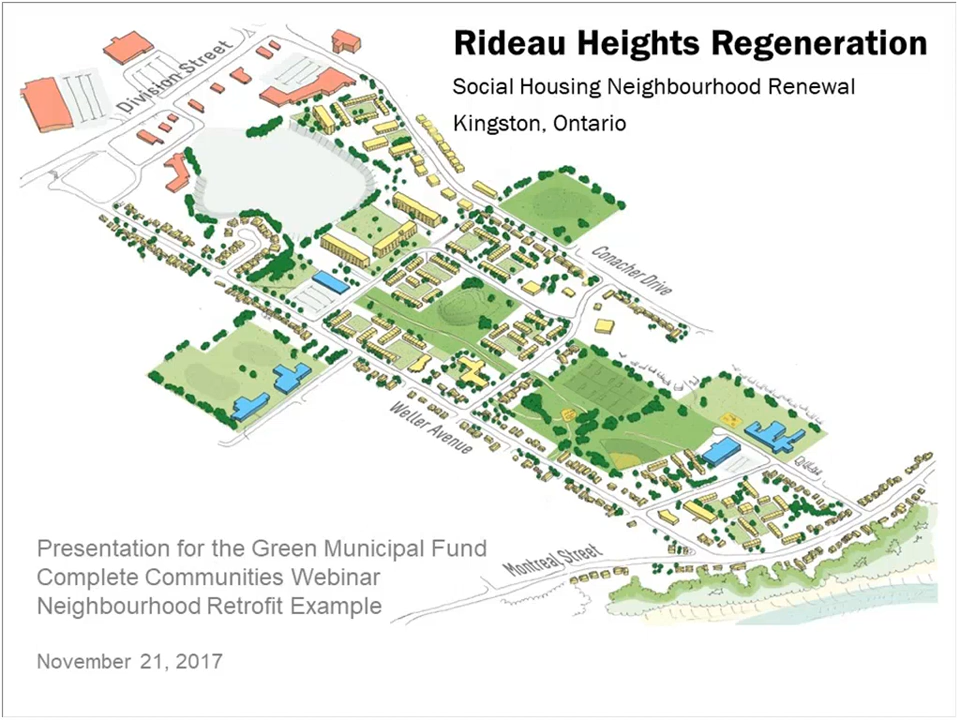 Rideau Heights Regeneration
Social Housing Neighbourhood Renewal
Kingston, Ontario
Division Street
Conacher Drive
Weller Avenue
Montreal Street
Presentation for the Green Municipal Fund
Complete Communities Webinar
Neighbourhood Retrofit Example
November 21, 2017